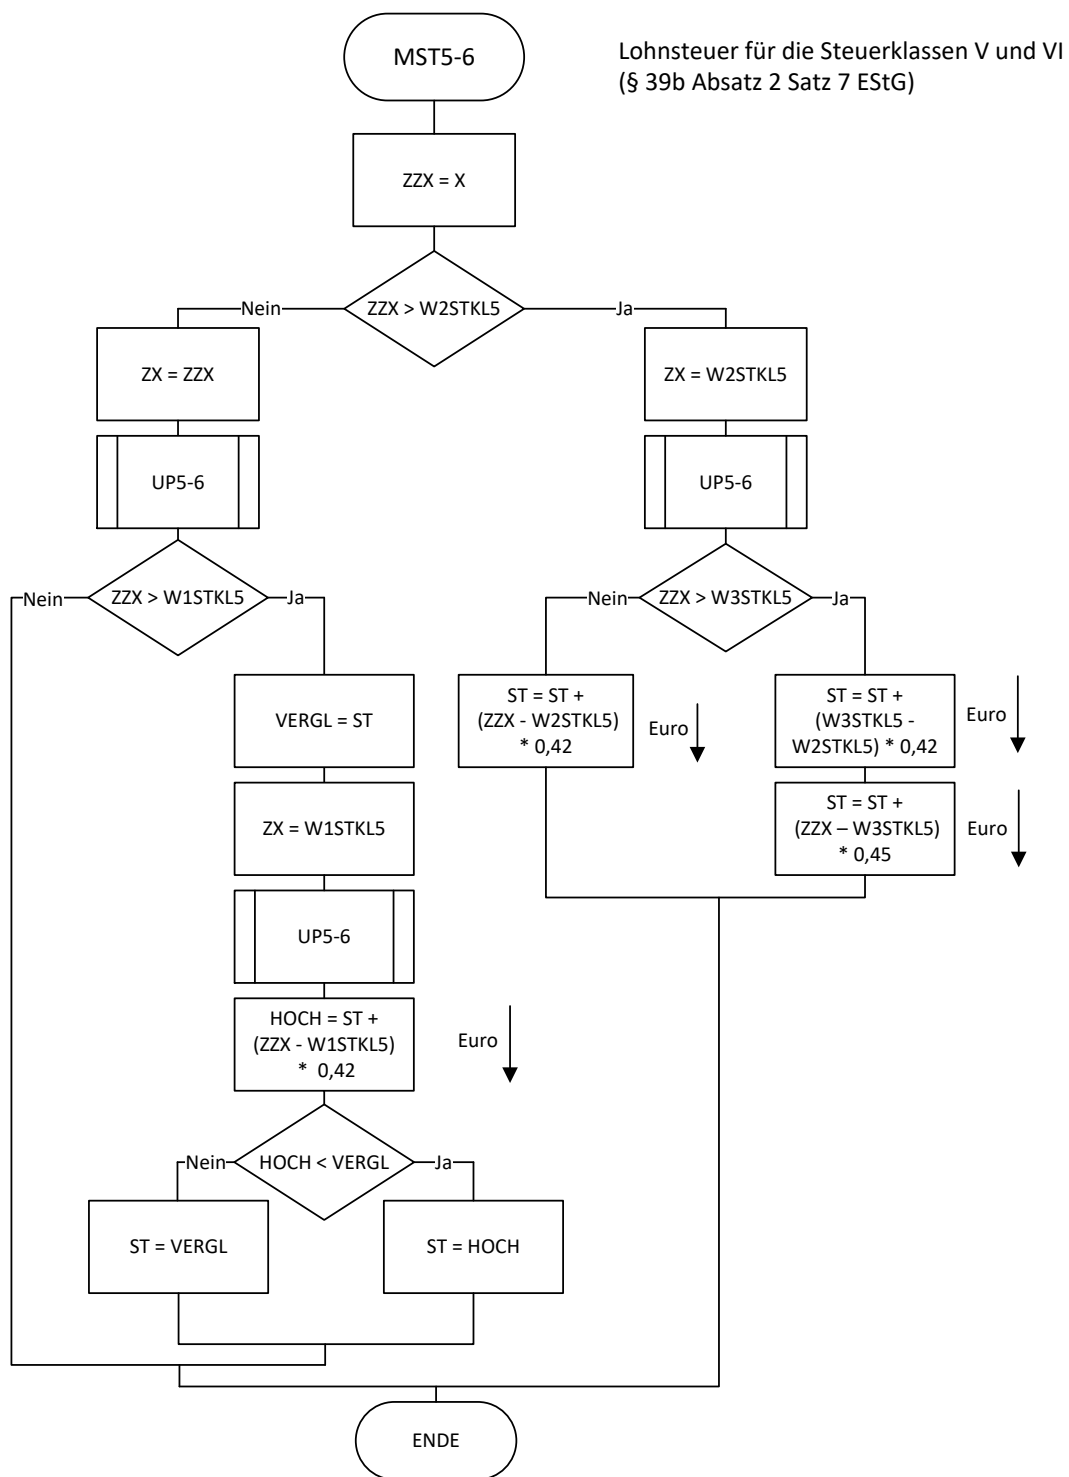 MST5-6
Lohnsteuer für die Steuerklassen V und VI
(§ 39b Absatz 2 Satz 7 EStG)
ZZX = X
ZZX > W2STKL5
Nein
Ja
ZX = ZZX
ZX = W2STKL5
UP5-6
UP5-6
Nein
ZZX > W1STKL5
Ja
Nein
ZZX > W3STKL5
Ja
VERGL = ST
ST = ST +
(ZZX - W2STKL5)
* 0,42
Euro
ST = ST +
(W3STKL5 -
W2STKL5) * 0,42
Euro
ZX = W1STKL5
ST = ST +
(ZZX – W3STKL5)
* 0,45
Euro
UP5-6
HOCH = ST +
(ZZX - W1STKL5)
* 0,42
Euro
Nein
HOCH < VERGL
Ja
ST = VERGL
ST = HOCH
ENDE